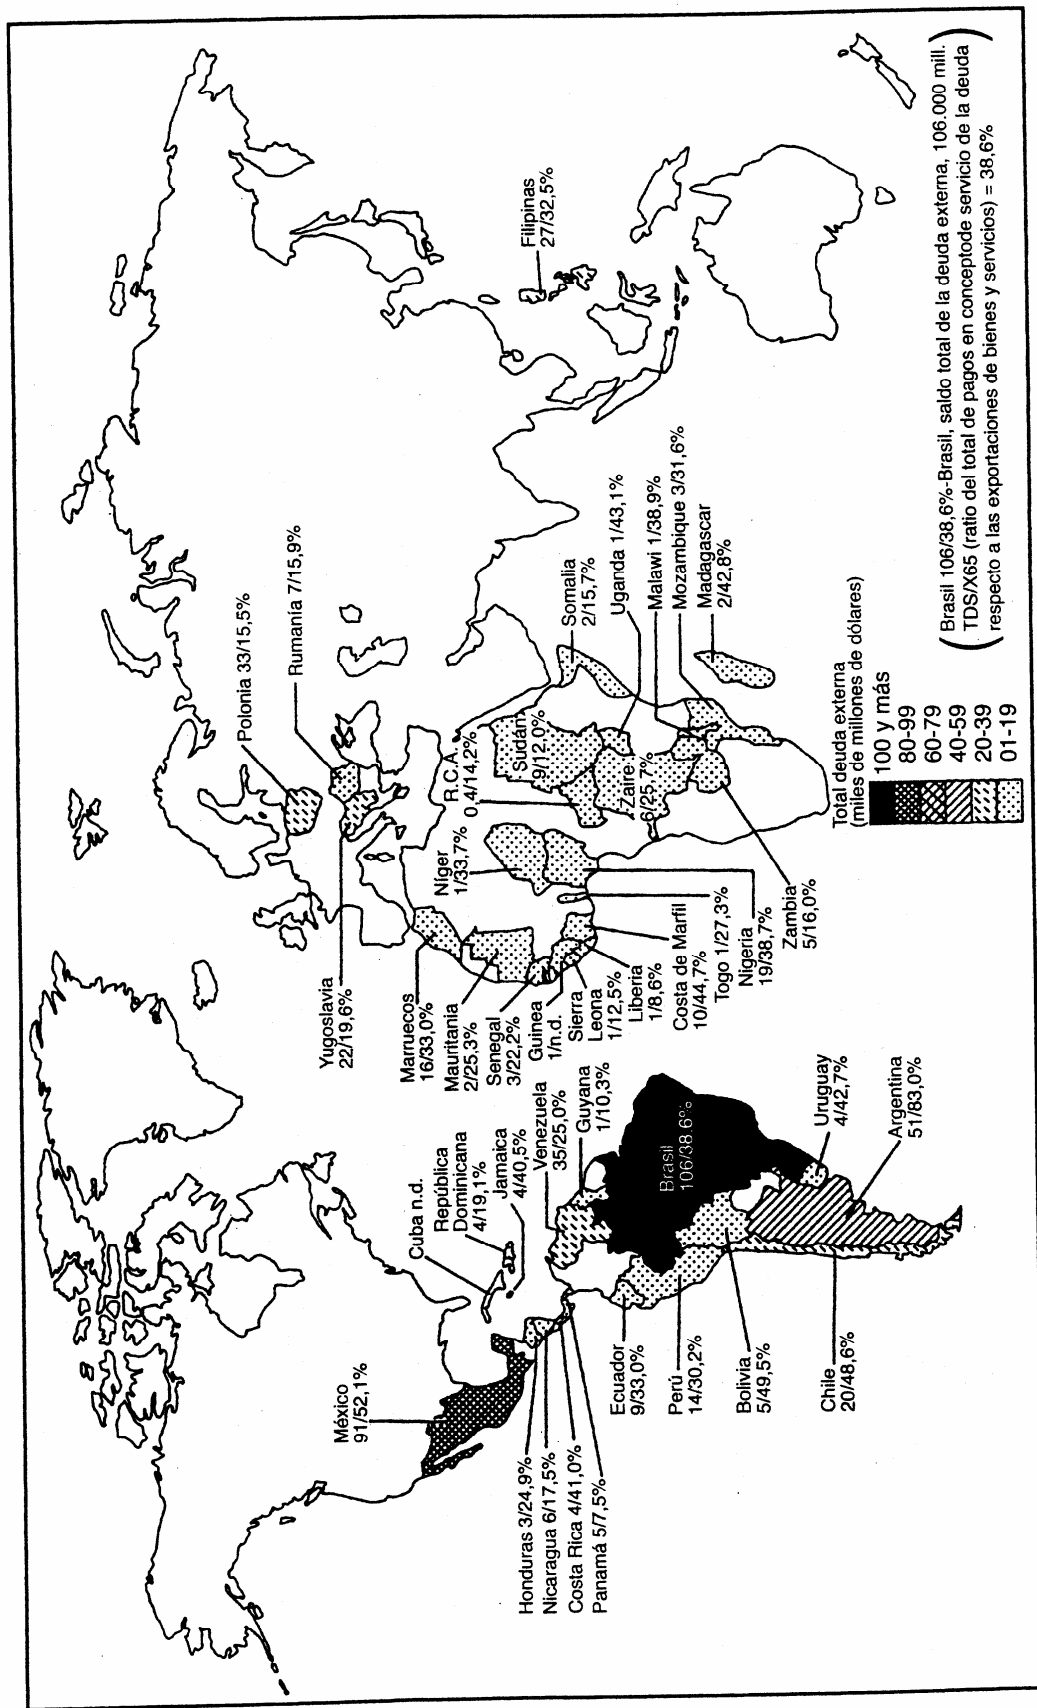 México
91/52,1%
Honduras 3/24,9%
Nicaragua 6/17,5%
Costa Rica 4/41,0%
Panamá 5/7,5%
Cuba n.d.
República
Dominicana
4/19,1%
Jamaica
4/40,5%
Venezuela
35/25,0%
Guyana
1/10,3%
Ecuador
9/33,0%
Perú
14/30,2%
Bolivia
5/49,5%
Chile
20/48,6%
Brasil
106/38.6%
Uruguay
4/42,7%
Argentina
51/83,0%
Polonia 33/15,5%
Rumanía 7/15,9%
Yugoslavia
22/19,6%
Marruecos
16/33,0%
Mauritania
2/25,3%
Senegal
3/22,2%
Guinea
1/n.d.
Sierra
Leona
1/12,5%
Liberia
1/8,6%
Costa de Marfil
10/44,7%
Togo 1/27,3%
Nigeria
19/38,7%
Zambia
5/16,0%
Níger
1/33,7%
R.C.A.
0,4/14,2%
Sudán
9/12,0%
Zaire
6/25,7%
Somalia
2/15,7%
Uganda 1/43,1%
Malawi 1/38,9%
Mozambique 3/31,6%
Madagascar
2/42,8%
Filipinas
27/32,5%
Total deuda externa
(miles de millones de dólares)
100 y más
80-99
60-79
40-59
20-39
01-19
(Brasil 106/38,6%-Brasil, saldo total de la deuda externa, 106.000 mill.
TDS/X65 (ratio del total de pagos en conceptode servicio de la deuda
respecto a las exportaciones de bienes y servicios) = 38,6%)